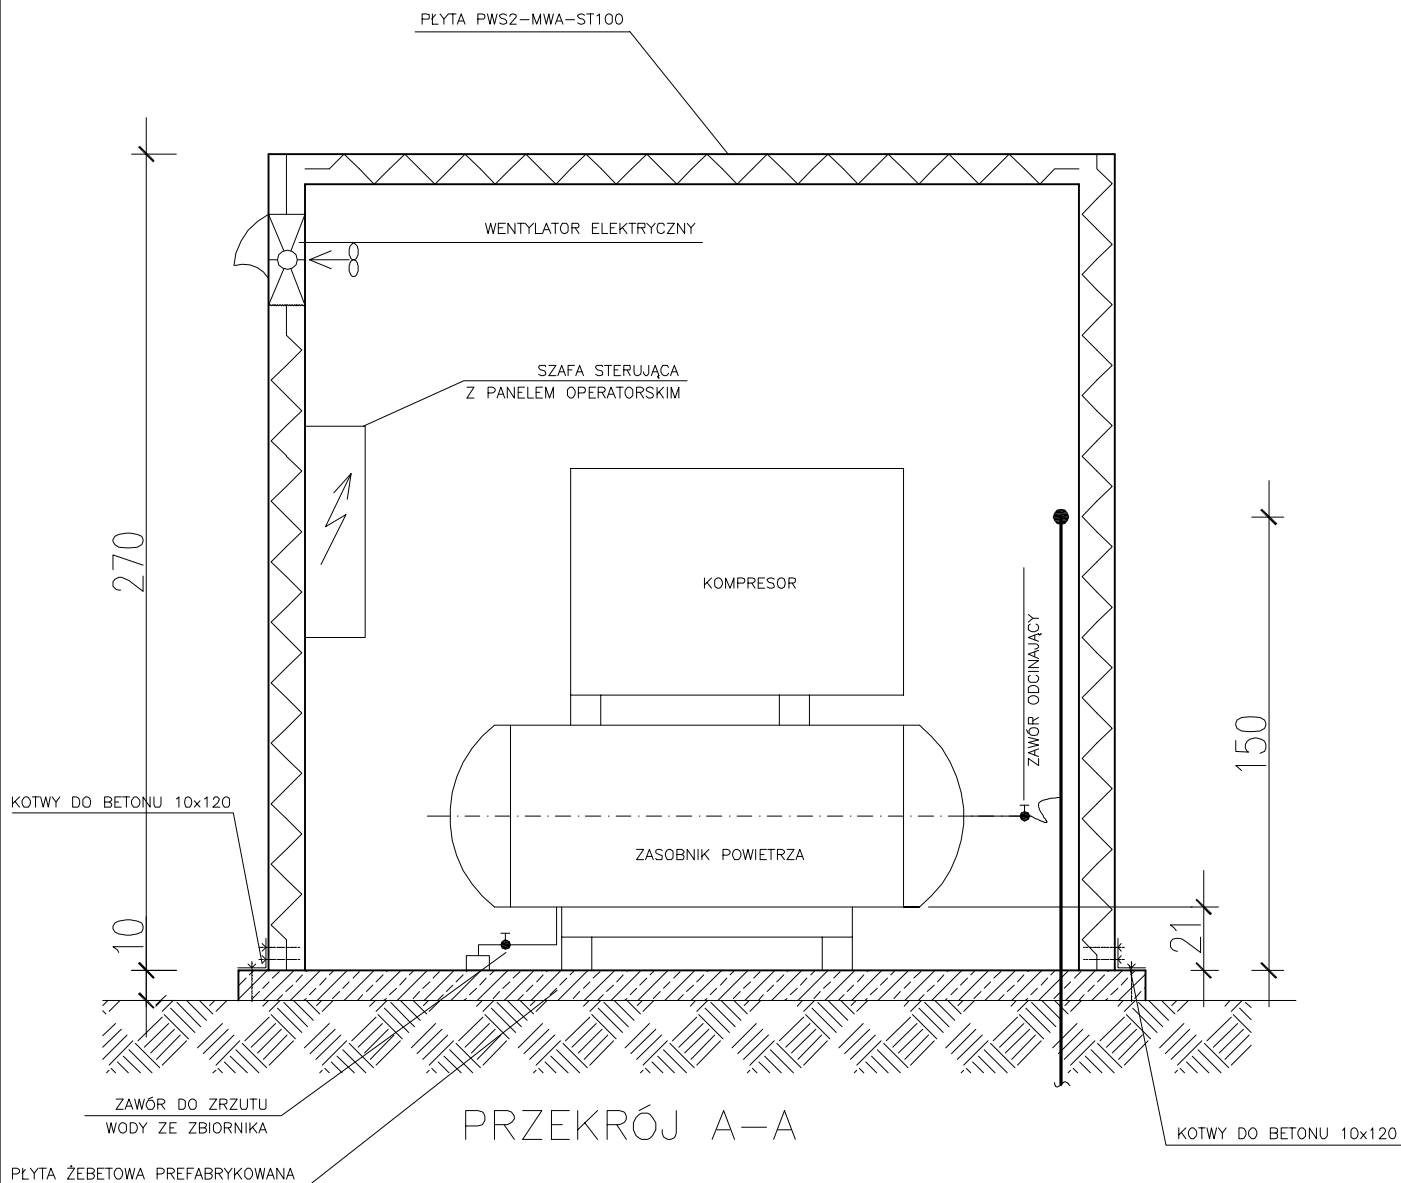 PŁYTA PWS2-MWA-ST100
WENTYLATOR ELEKTRYCZNY
SZAFA STERUJĄCA
Z PANELEM OPERATORSKIM
270
KOMPRESOR
ZAWÓR ODCINAJĄCY
150
KOTWY DO BETONU 10x120
ZASOBNIK POWIETRZA
10
21
ZAWÓR DO ZRZUTU
WODY ZE ZBIORNIKA
PRZEKRÓJ A-A
KOTWY DO BETONU 10x120
PŁYTA ŻEBETOWA PREFABRYKOWANA